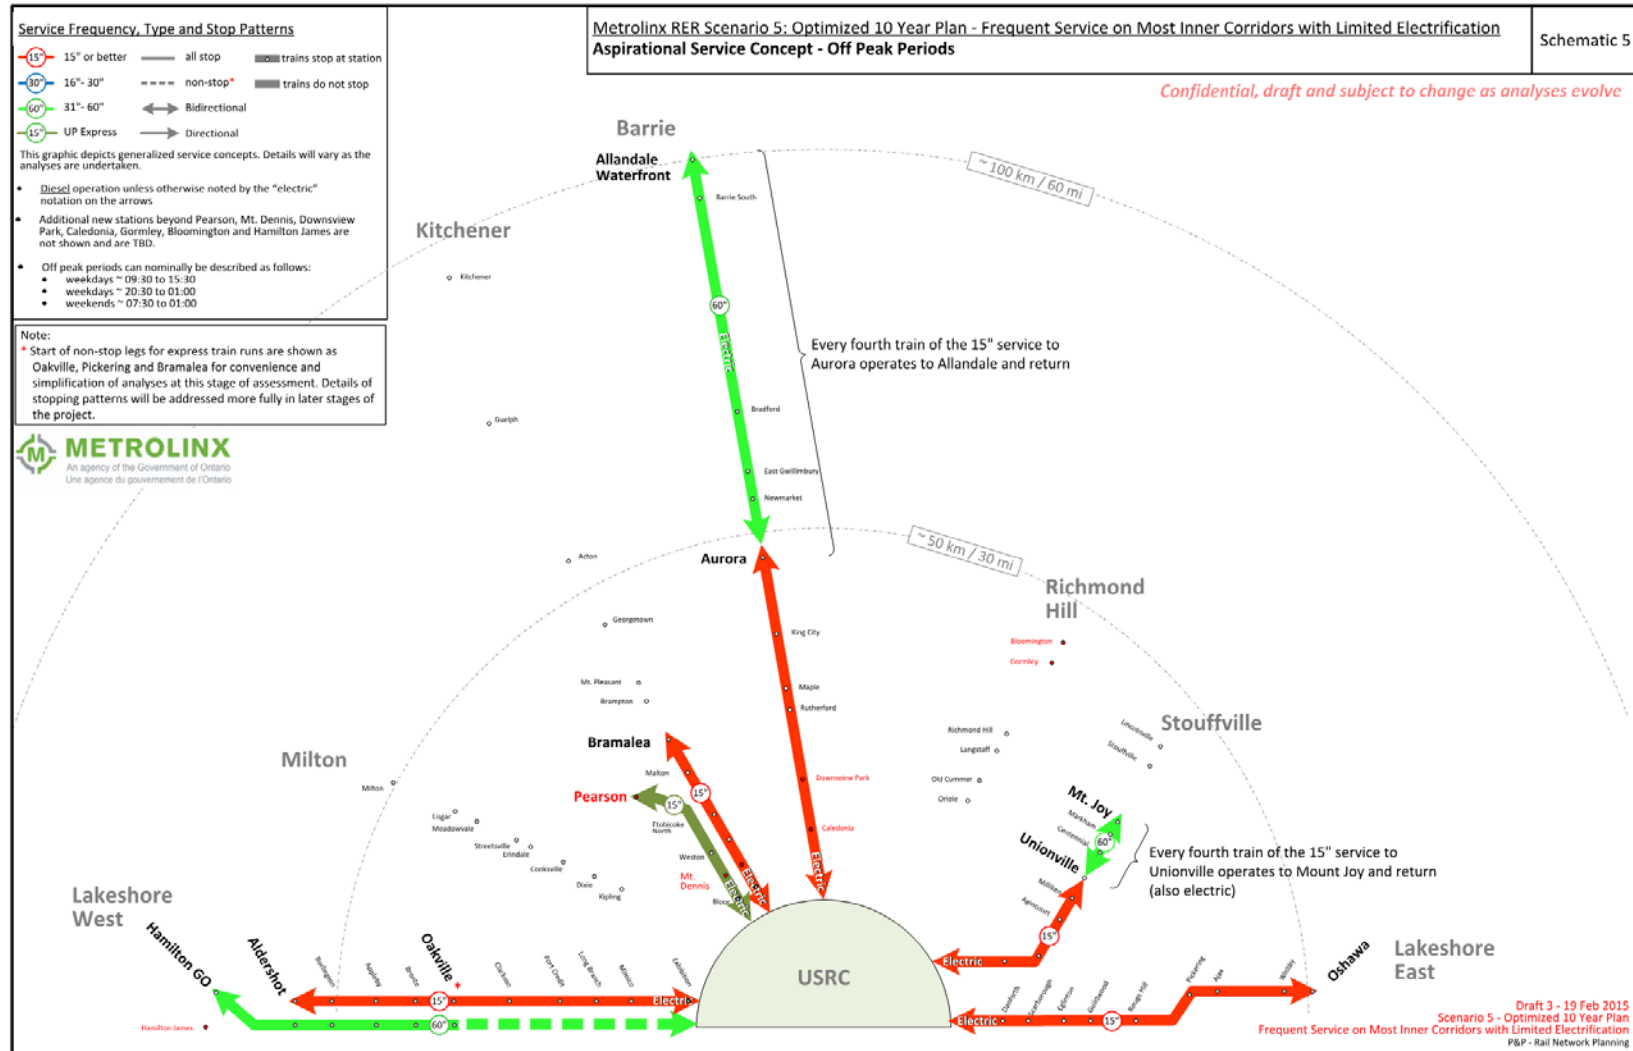 Service Frequency, Type and Stop Patterns
15" 15" or better all stop trains stop at station
30" 16"- 30" non-stop* trains do not stop
60" 31"- 60" Bidirectional
15" UP Express Directional
This graphic depicts generalized service concepts. Details will vary as the
analyses are undertaken.
• Diesel operation unless otherwise noted by the "electric"
notation on the arrows
• Additional new stations beyond Pearson, Mt. Dennis, Downsview
Park, Caledonia, Gormley, Bloomington and Hamilton James are
not shown and are TBD.
• Off peak periods can nominally be described as follows:
• weekdays ~ 09:30 to 15:30
• weekdays ~ 20:30 to 01:00
• weekends ~ 07:30 to 01:00
Note:
* Start of non-stop legs for express train runs are shown as
Oakville, Pickering and Bramalea for convenience and
simplification of analyses at this stage of assessment. Details of
stopping patterns will be addressed more fully in later stages of
the project.
M METROLINX
An agency of the Government of Ontario
Une agence du gouvernement de l'Ontario
Metrolinx RER Scenario 5: Optimized 10 Year Plan - Frequent Service on Most Inner Corridors with Limited Electrification
Aspirational Service Concept - Off Peak Periods
Schematic 5
Confidential, draft and subject to change as analyses evolve
Barrie
Allandale
Waterfront
Barrie South
~ 100 km / 60 mi
Kitchener
Kitchener
60"
Electric
Every fourth train of the 15" service to
Aurora operates to Allandale and return
Bradford
Guelph
East Gwillimbury
Newmarket
~ 50 km / 30 mi
Acton
Aurora
Richmond
Hill
Georgetown
King City
Bloomington
Gormley
Mt. Pleasant
Maple
Brampton
Rutherford
Stouffville
Richmond Hill
Lincolnville
Bramalea
Langstaff
Stouffville
Milton
Milton
Malton
Downsview Park
Old Cummer
Pearson
15"
15"
Oriole
Mt. Joy
Lisgar
Meadowvale
Etobicoke
North
Caledonia
Markham
Centennial
60"
Streetsville
Erindale
Weston
Unionville
Every fourth train of the 15" service to
Unionville operates to Mount Joy and return
(also electric)
Cooksville
Mt.
Dennis
Electric
Electric
Electric
Milliken
Dixie
Kipling
Bloor
Agincourt
Lakeshore
West
Hamilton GO
Aldershot
Oakville *
15"
Electric
USRC
Lakeshore
East
Burlington
Appleby
Bronte
Clarkson
Port Credit
Long Branch
Mimico
Exhibition
Danforth
Scarborough
Eglinton
Guildwood
Rouge Hill
Pickering
Ajax
Whitby
Oshawa
15"
Electric
Hamilton James
60"
Electric
15"
Draft 3 - 19 Feb 2015
Scenario 5 - Optimized 10 Year Plan
Frequent Service on Most Inner Corridors with Limited Electrification
P&P - Rail Network Planning